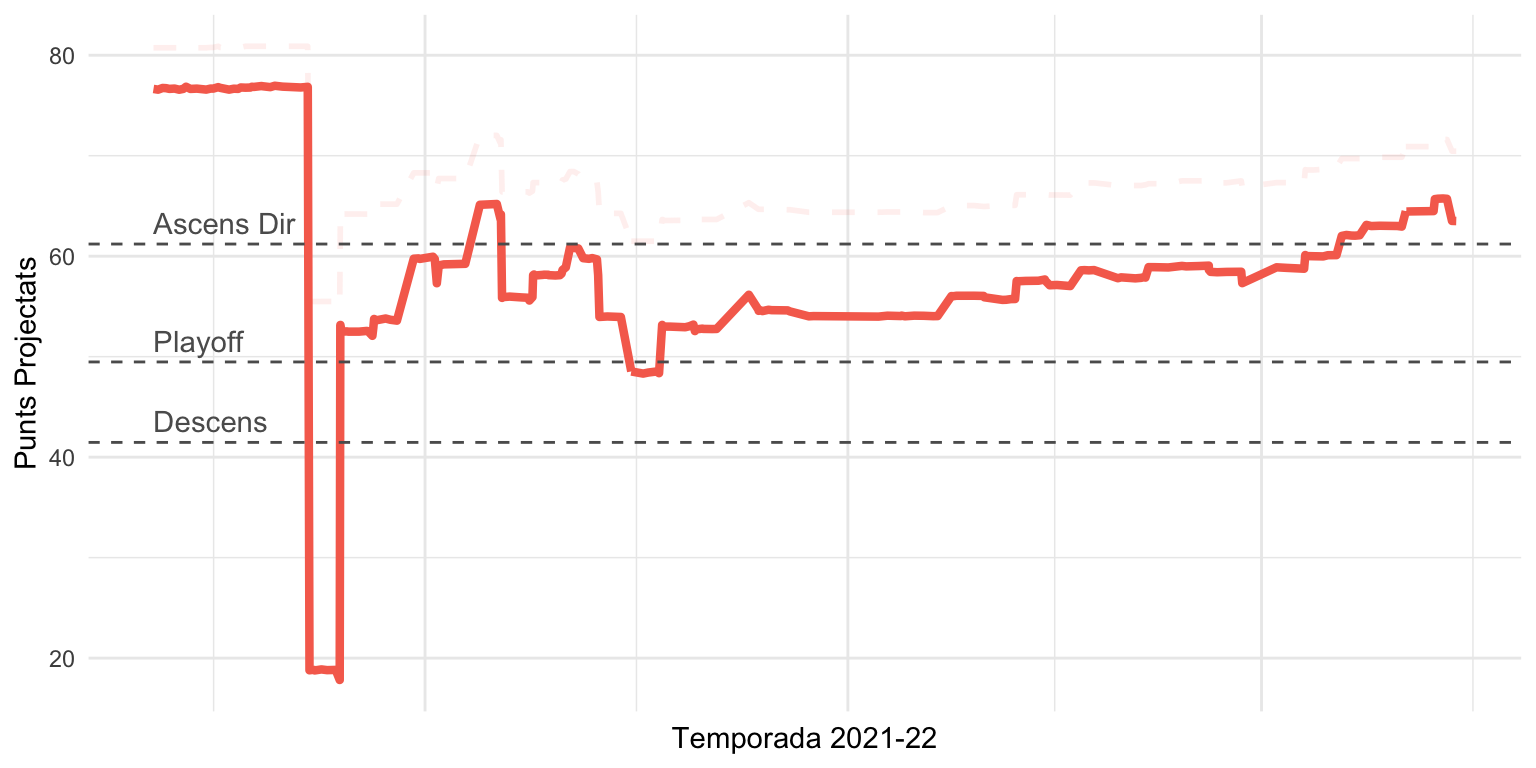 80
60
40
20
Punts Projectats
Ascens Dir
Playoff
Descens
Temporada 2021-22